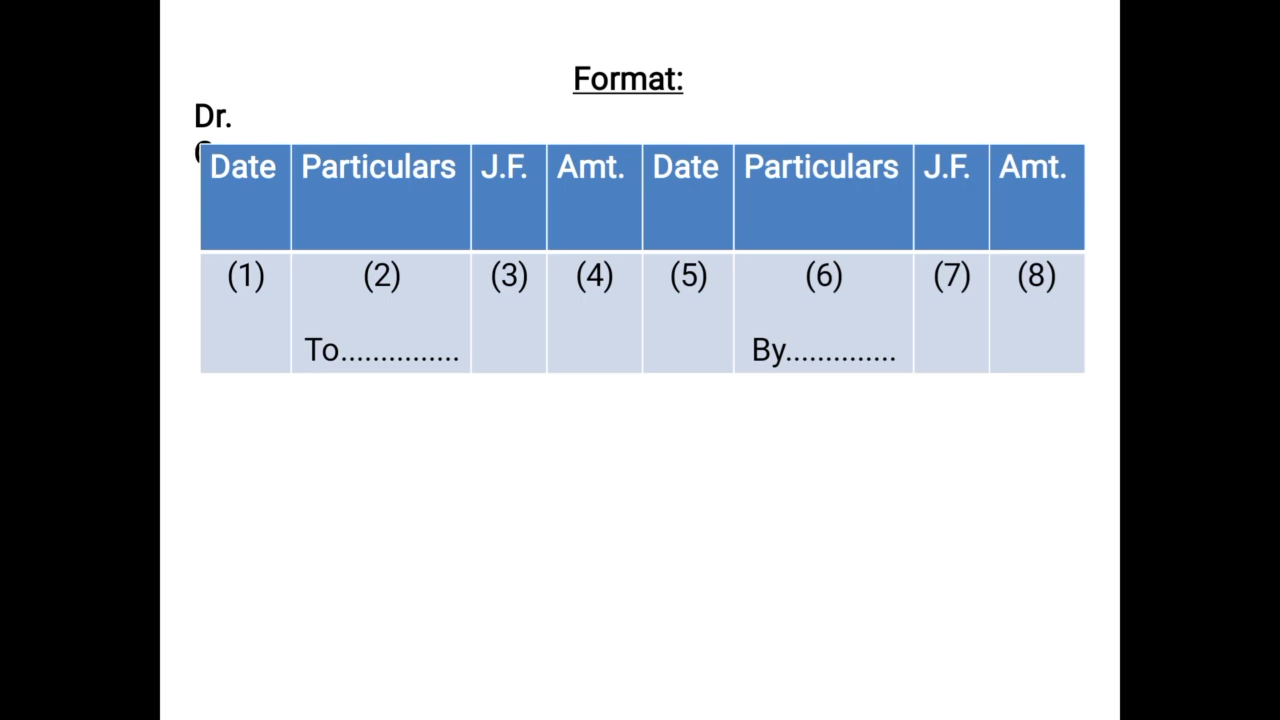 Format:
Dr.
Date Particulars J.F. Amt. Date Particulars J.F. Amt.
(1) (2) (3) (4) (5) (6) (7) (8)
To............... By..............